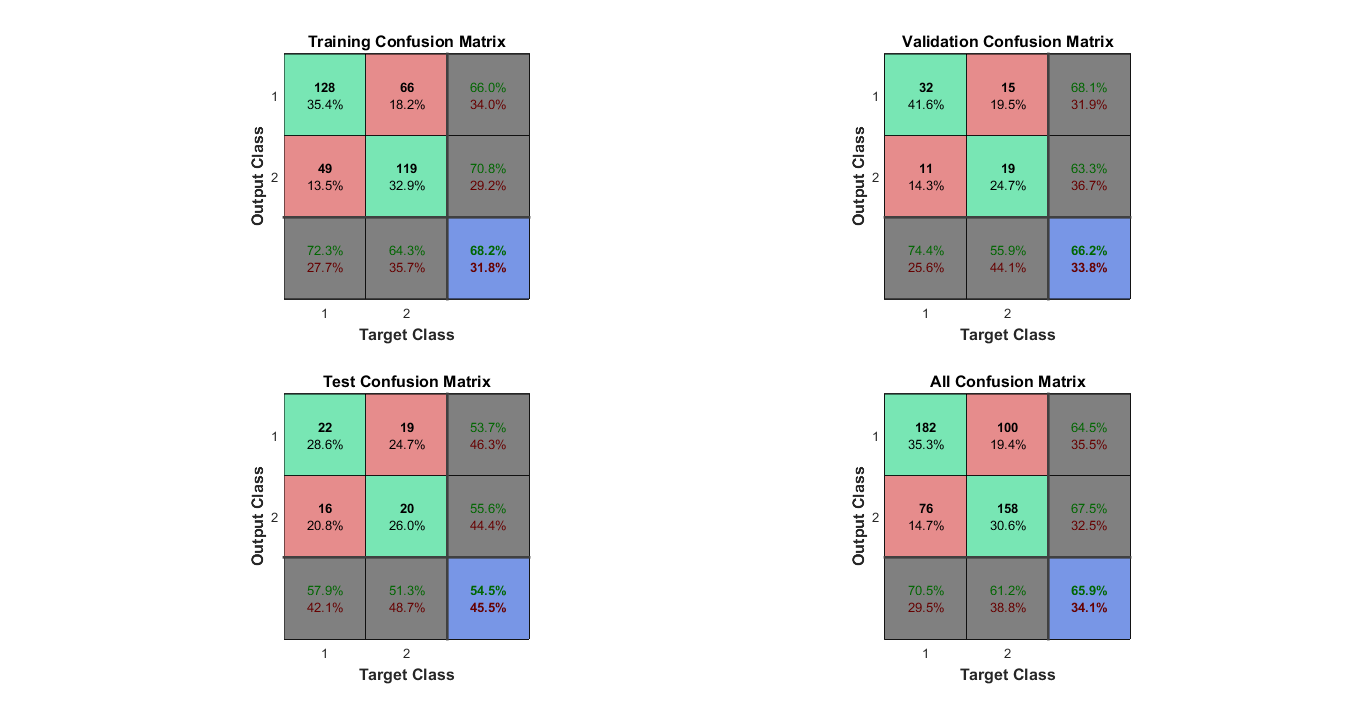 Training Confusion Matrix
128 66 66.0%
1
35.4% 18.2% 34.0%
49 119 70.8%
2
13.5% 32.9% 29.2%
72.3% 64.3% 68.2%
27.7% 35.7% 31.8%
Output Class
1 2
Target Class
Validation Confusion Matrix
32 15 68.1%
1
41.6% 19.5% 31.9%
11 19 63.3%
2
14.3% 24.7% 36.7%
74.4% 55.9% 66.2%
25.6% 44.1% 33.8%
Output Class
1 2
Target Class
Test Confusion Matrix
22 19 53.7%
1
28.6% 24.7% 46.3%
16 20 55.6%
2
20.8% 26.0% 44.4%
57.9% 51.3% 54.5%
42.1% 48.7% 45.5%
Output Class
1 2
Target Class
All Confusion Matrix
182 100 64.5%
1
35.3% 19.4% 35.5%
76 158 67.5%
2
14.7% 30.6% 32.5%
70.5% 61.2% 65.9%
29.5% 38.8% 34.1%
Output Class
1 2
Target Class